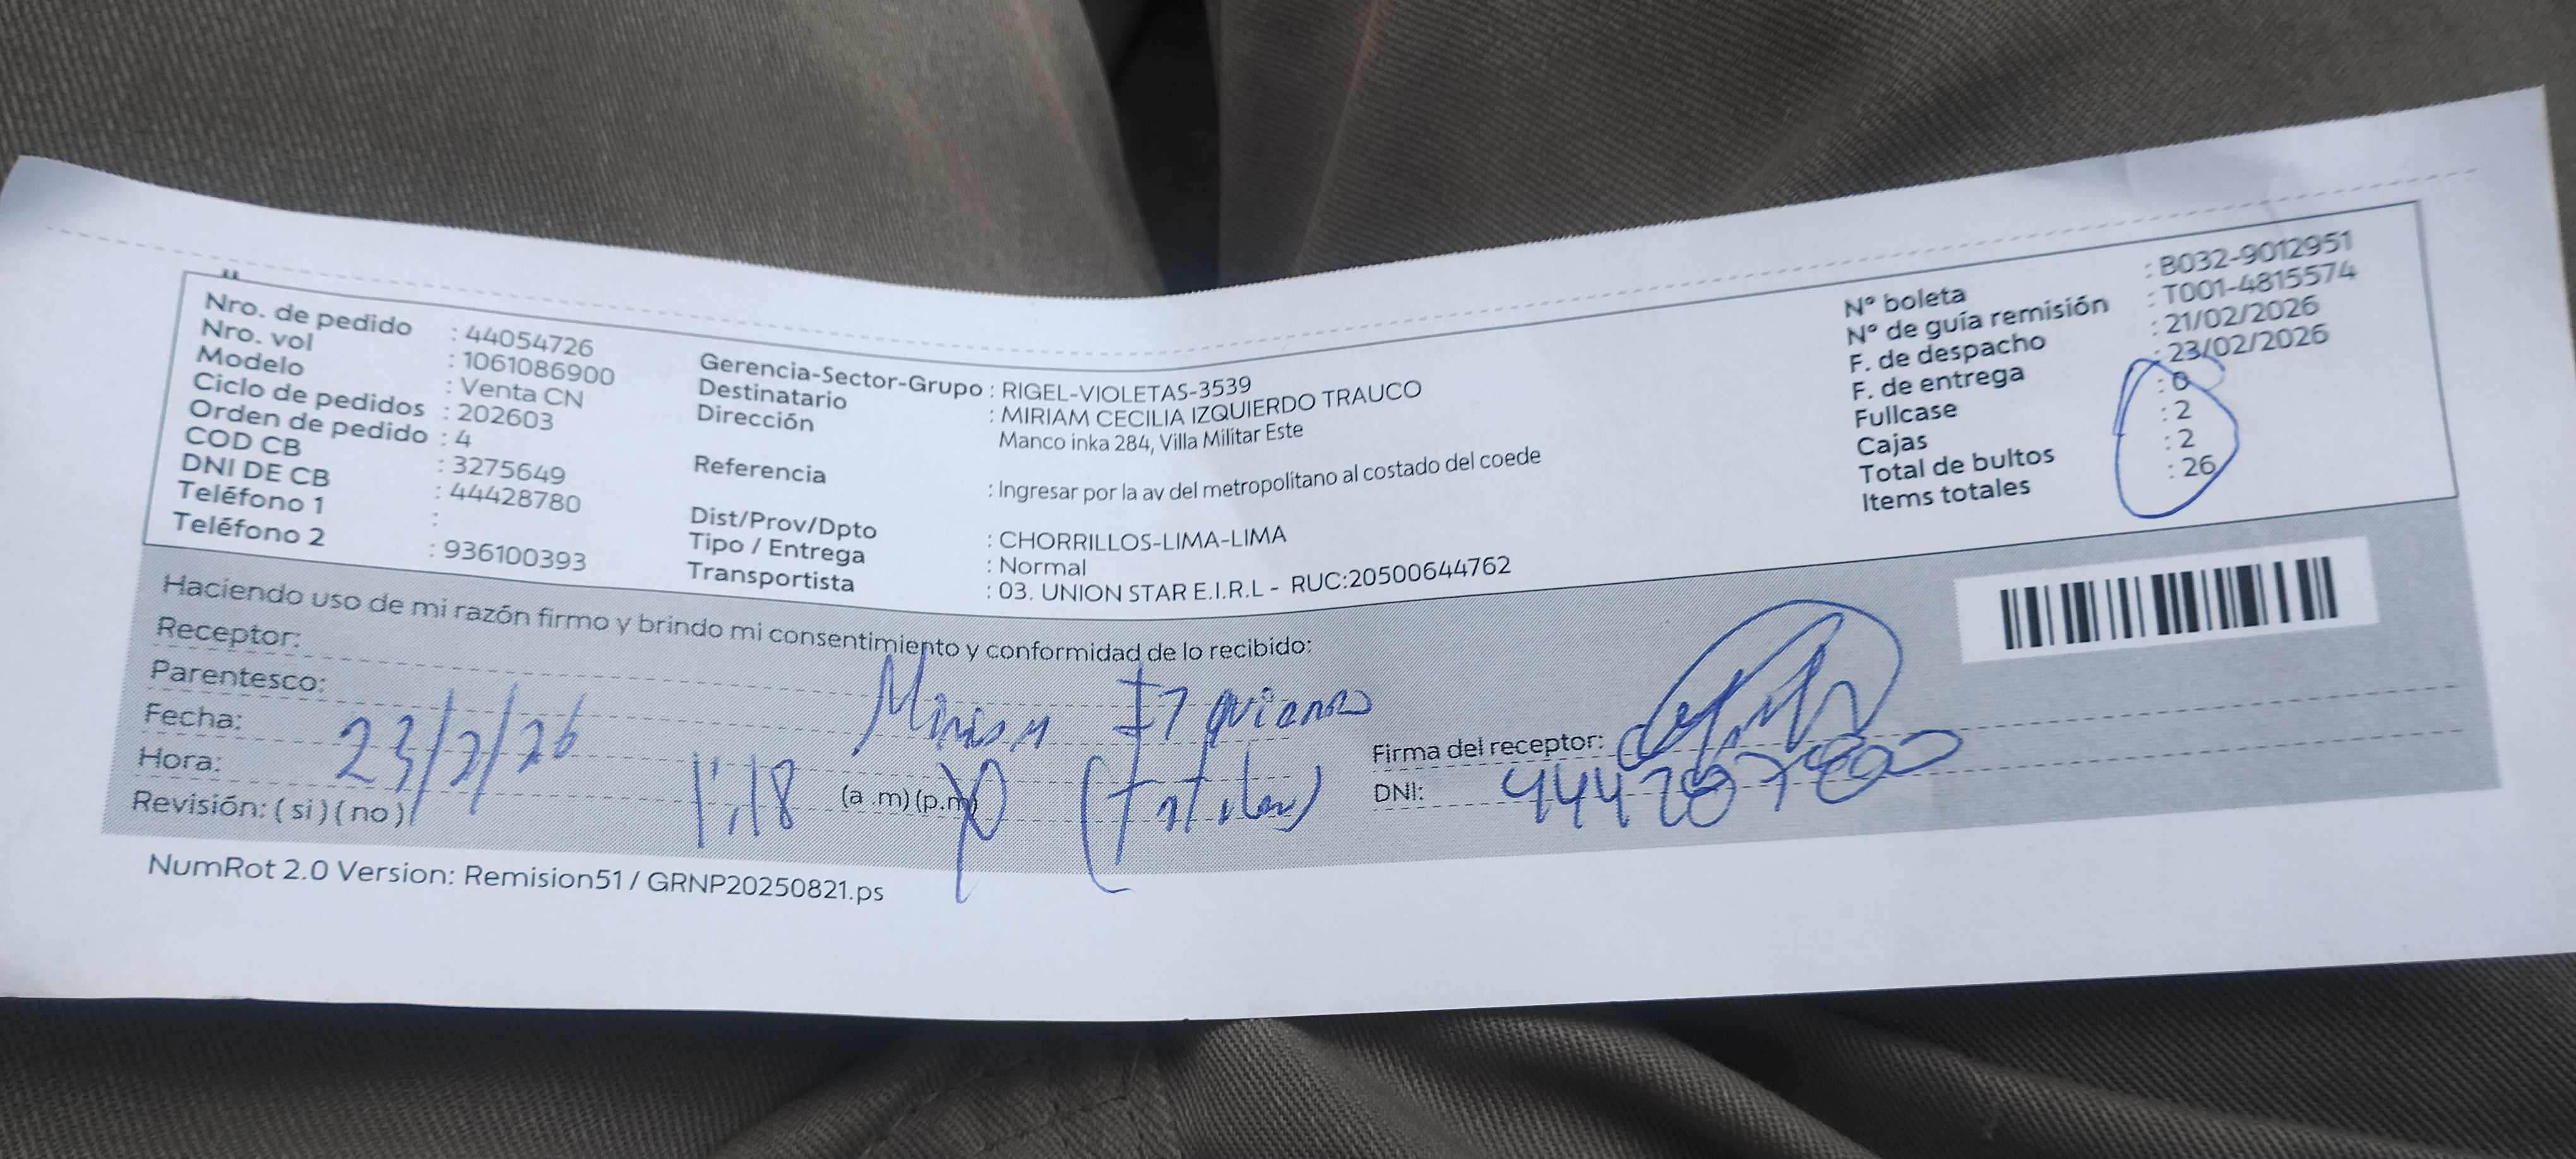 Nro. de pedido : 44054726
Nro. vol : 1061086900
Modelo : Venta CN
Ciclo de pedidos : 202603
Orden de pedido : 4
COD CB : 3275649
DNI DE CB : 44428780
Teléfono 1 :
Teléfono 2 : 936100393
Gerencia-Sector-Grupo : RIGEL-VIOLETAS-3539
Destinatario : MIRIAM CECILIA IZQUIERDO TRAUCO
Dirección Manco inka 284, Villa Militar Este
Referencia : Ingresar por la av del metropolitano al costado del coede
Dist/Prov/Dpto : CHORRILLOS-LIMA-LIMA
Tipo / Entrega : Normal
Transportista : 03. UNION STAR E.I.R.L - RUC:20500644762
N° boleta : B032-9012951
N° de guía remisión : T001-4815574
F. de despacho : 21/02/2026
F. de entrega : 23/02/2026
Fullcase : 0
Cajas : 2
Total de bultos : 2
Items totales : 26
Haciendo uso de mi razón firmo y brindo mi consentimiento y conformidad de lo recibido:
Receptor:
Parentesco:
Fecha: 23/2/26
Hora: 1:18 (a .m) (p.m)
Revisión: ( si ) ( no )
Firma del receptor:
DNI: 44428780
NumRot 2.0 Version: Remision51 / GRNP20250821.ps